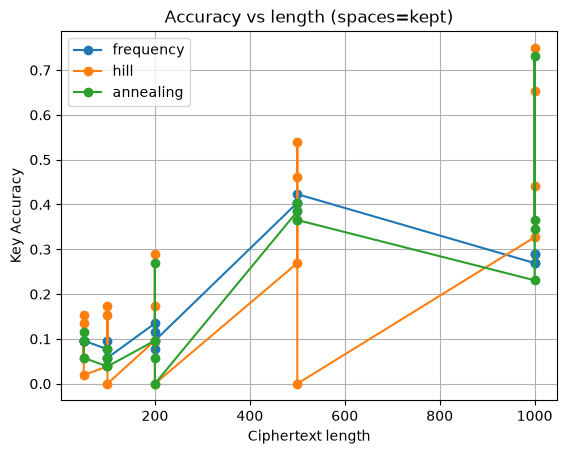 Accuracy vs length (spaces=kept)
frequency
hill
annealing
Key Accuracy
0.7
0.6
0.5
0.4
0.3
0.2
0.1
0.0
200
400
600
800
1000
Ciphertext length